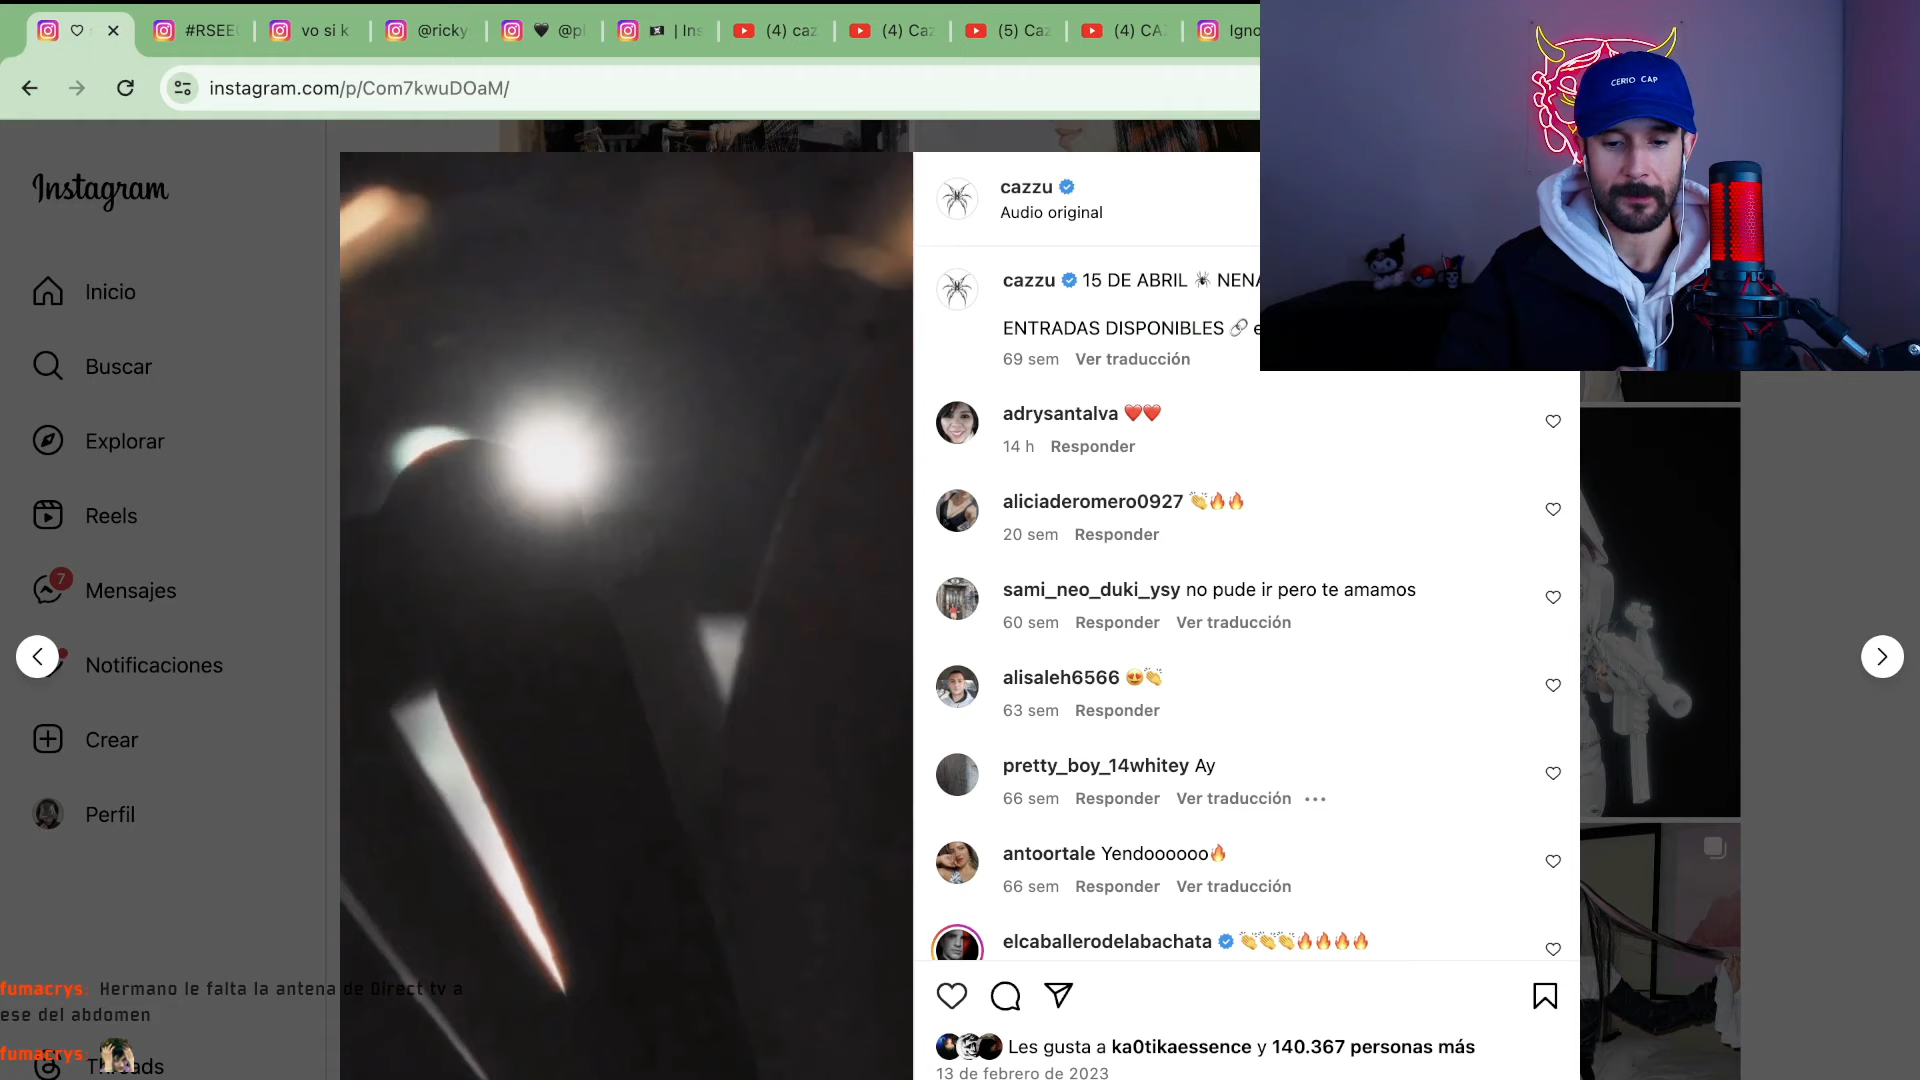 #RSEE
vo si k
@ricky
@pl
| Ins
(4) caz
(4) Caz
(5) Caz
(4) CA
Igno
instagram.com/p/Com7kwuDOaM/
CERIO CAP
Instagram
Inicio
Buscar
Explorar
Reels
7
Mensajes
Notificaciones
Crear
Perfil
Threads
fumacrys: Hermano le falta la antena de Direct tv a
ese del abdomen
fumacrys:
cazzu
Audio original
cazzu 15 DE ABRIL 🕷 NENA
ENTRADAS DISPONIBLES 🔗 e
69 sem Ver traducción
adrysantalva ❤️❤️
14 h Responder
aliciaderomero0927 👏🔥🔥
20 sem Responder
sami_neo_duki_ysy no pude ir pero te amamos
60 sem Responder Ver traducción
alisaleh6566 😍👏
63 sem Responder
pretty_boy_14whitey Ay
66 sem Responder Ver traducción ...
antoortale Yendoooooo🔥
66 sem Responder Ver traducción
elcaballerodelabachata 👏👏👏🔥🔥🔥🔥
Les gusta a ka0tikaessence y 140.367 personas más
13 de febrero de 2023